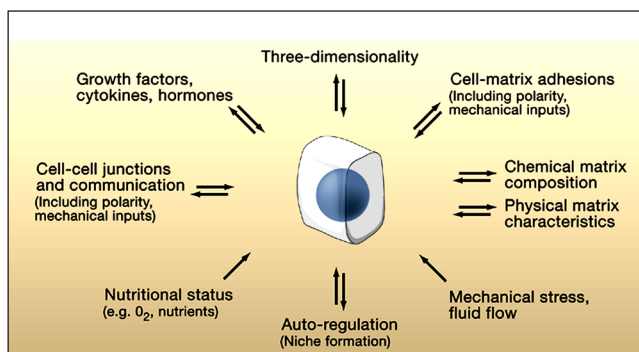 Three-dimensionality
Growth factors,
cytokines, hormones
Cell-matrix adhesions
(Including polarity,
mechanical inputs)
Cell-cell junctions
and communication
(Including polarity,
mechanical inputs)
Chemical matrix
composition
Physical matrix
characteristics
Nutritional status
(e.g. 0₂, nutrients)
Mechanical stress,
fluid flow
Auto-regulation
(Niche formation)